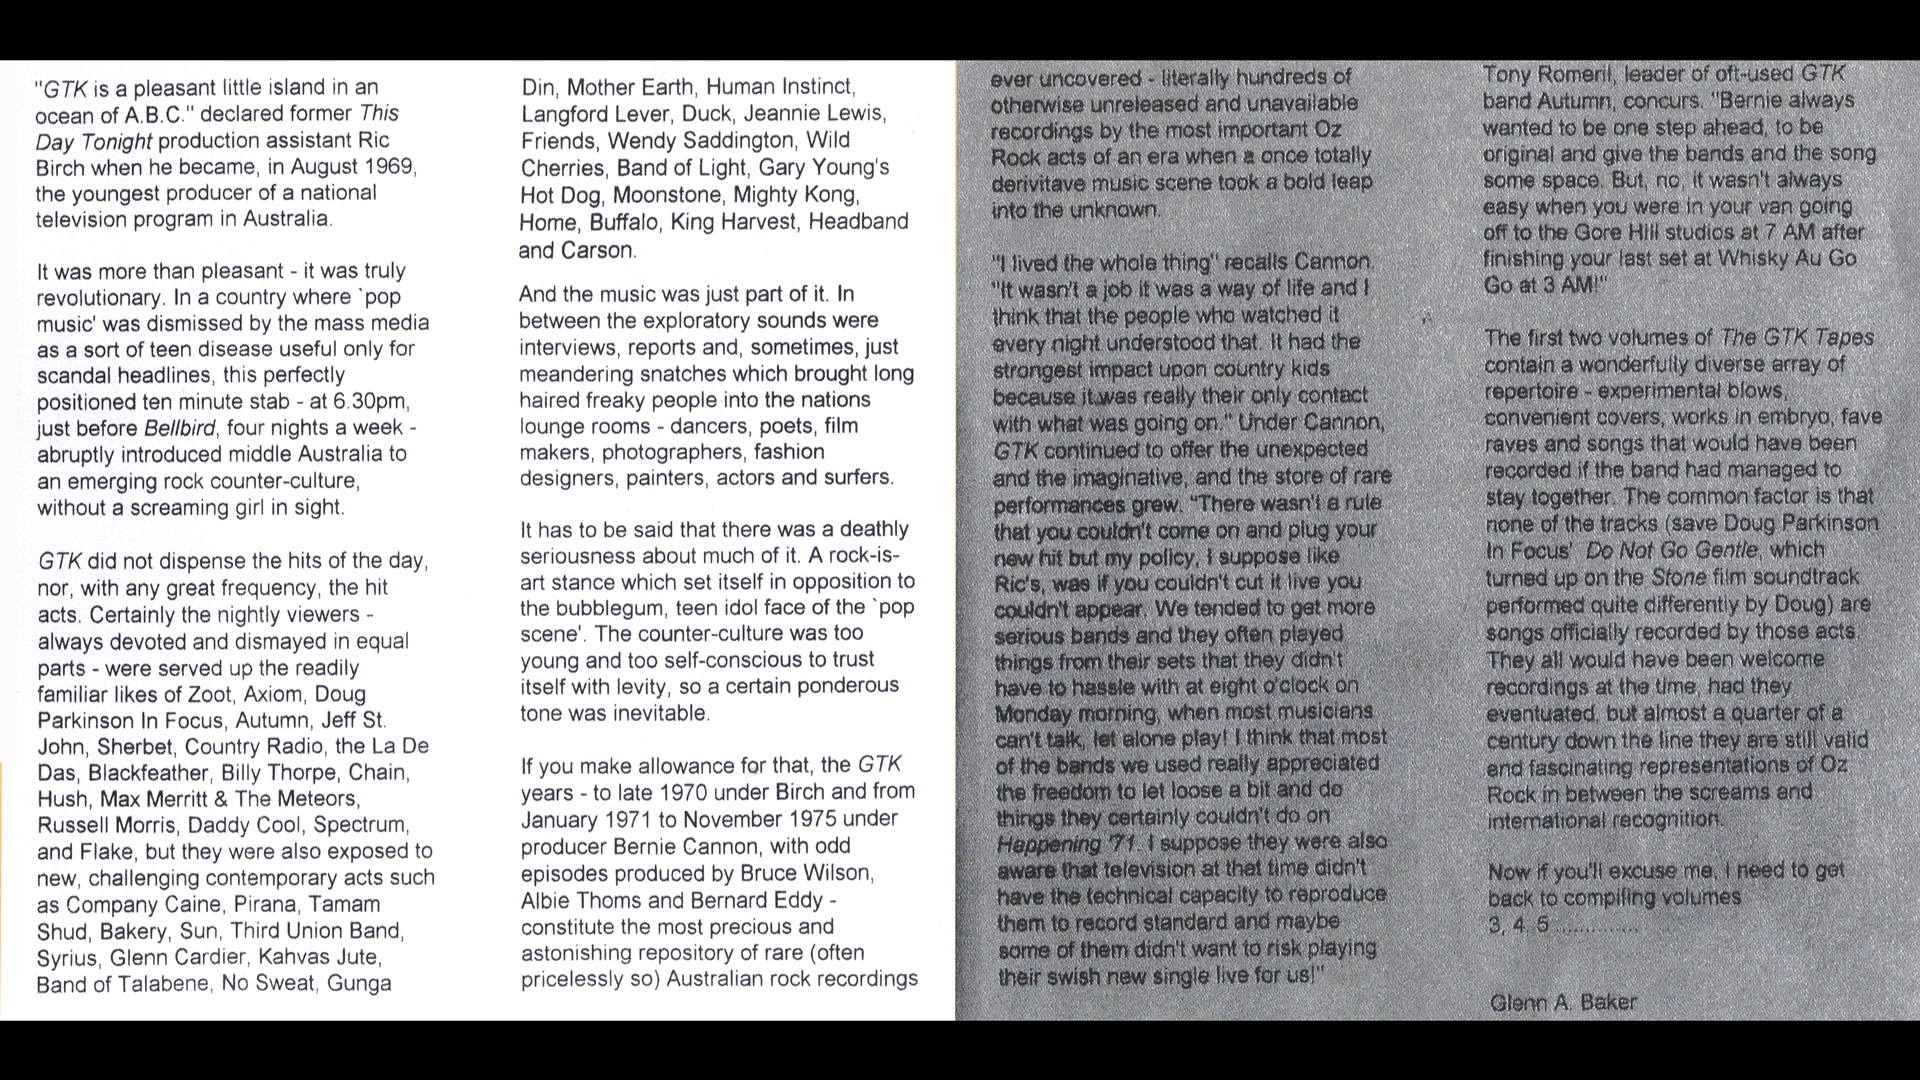 "GTK is a pleasant little island in an
ocean of A.B.C." declared former This
Day Tonight production assistant Ric
Birch when he became, in August 1969,
the youngest producer of a national
television program in Australia.
It was more than pleasant - it was truly
revolutionary. In a country where `pop
music' was dismissed by the mass media
as a sort of teen disease useful only for
scandal headlines, this perfectly
positioned ten minute stab - at 6.30pm,
just before Bellbird, four nights a week -
abruptly introduced middle Australia to
an emerging rock counter-culture,
without a screaming girl in sight.
GTK did not dispense the hits of the day,
nor, with any great frequency, the hit
acts. Certainly the nightly viewers -
always devoted and dismayed in equal
parts - were served up the readily
familiar likes of Zoot, Axiom, Doug
Parkinson In Focus, Autumn, Jeff St.
John, Sherbet, Country Radio, the La De
Das, Blackfeather, Billy Thorpe, Chain,
Hush, Max Merritt & The Meteors,
Russell Morris, Daddy Cool, Spectrum,
and Flake, but they were also exposed to
new, challenging contemporary acts such
as Company Caine, Pirana, Tamam
Shud, Bakery, Sun, Third Union Band,
Syrius, Glenn Cardier, Kahvas Jute,
Band of Talabene, No Sweat, Gunga
Din, Mother Earth, Human Instinct,
Langford Lever, Duck, Jeannie Lewis,
Friends, Wendy Saddington, Wild
Cherries, Band of Light, Gary Young's
Hot Dog, Moonstone, Mighty Kong,
Home, Buffalo, King Harvest, Headband
and Carson.
And the music was just part of it. In
between the exploratory sounds were
interviews, reports and, sometimes, just
meandering snatches which brought long
haired freaky people into the nations
lounge rooms - dancers, poets, film
makers, photographers, fashion
designers, painters, actors and surfers.
It has to be said that there was a deathly
seriousness about much of it. A rock-is-
art stance which set itself in opposition to
the bubblegum, teen idol face of the `pop
scene'. The counter-culture was too
young and too self-conscious to trust
itself with levity, so a certain ponderous
tone was inevitable.
If you make allowance for that, the GTK
years - to late 1970 under Birch and from
January 1971 to November 1975 under
producer Bernie Cannon, with odd
episodes produced by Bruce Wilson,
Albie Thoms and Bernard Eddy -
constitute the most precious and
astonishing repository of rare (often
pricelessly so) Australian rock recordings
ever uncovered - literally hundreds of
otherwise unreleased and unavailable
recordings by the most important Oz
Rock acts of an era when a once totally
derivitave music scene took a bold leap
into the unknown.
"I lived the whole thing" recalls Cannon.
"It wasn't a job it was a way of life and I
think that the people who watched it
every night understood that. It had the
strongest impact upon country kids
because it was really their only contact
with what was going on." Under Cannon,
GTK continued to offer the unexpected
and the imaginative, and the store of rare
performances grew. "There wasn't a rule
that you couldn't come on and plug your
new hit but my policy, I suppose like
Ric's, was if you couldn't cut it live you
couldn't appear. We tended to get more
serious bands and they often played
things from their sets that they didn't
have to hassle with at eight o'clock on
Monday morning, when most musicians
can't talk, let alone play! I think that most
of the bands we used really appreciated
the freedom to let loose a bit and do
things they certainly couldn't do on
Happening '71. I suppose they were also
aware that television at that time didn't
have the technical capacity to reproduce
them to record standard and maybe
some of them didn't want to risk playing
their swish new single live for us!"
Tony Romeril, leader of oft-used GTK
band Autumn, concurs. "Bernie always
wanted to be one step ahead, to be
original and give the bands and the song
some space. But, no, it wasn't always
easy when you were in your van going
off to the Gore Hill studios at 7 AM after
finishing your last set at Whisky Au Go
Go at 3 AM!"
The first two volumes of The GTK Tapes
contain a wonderfully diverse array of
repertoire - experimental blows,
convenient covers, works in embryo, fave
raves and songs that would have been
recorded if the band had managed to
stay together. The common factor is that
none of the tracks (save Doug Parkinson
In Focus' Do Not Go Gentle, which
turned up on the Stone film soundtrack
performed quite differently by Doug) are
songs officially recorded by those acts.
They all would have been welcome
recordings at the time, had they
eventuated, but almost a quarter of a
century down the line they are still valid
and fascinating representations of Oz
Rock in between the screams and
international recognition.
Now if you'll excuse me, I need to get
back to compiling volumes
3, 4. 5 ..............
Glenn A. Baker